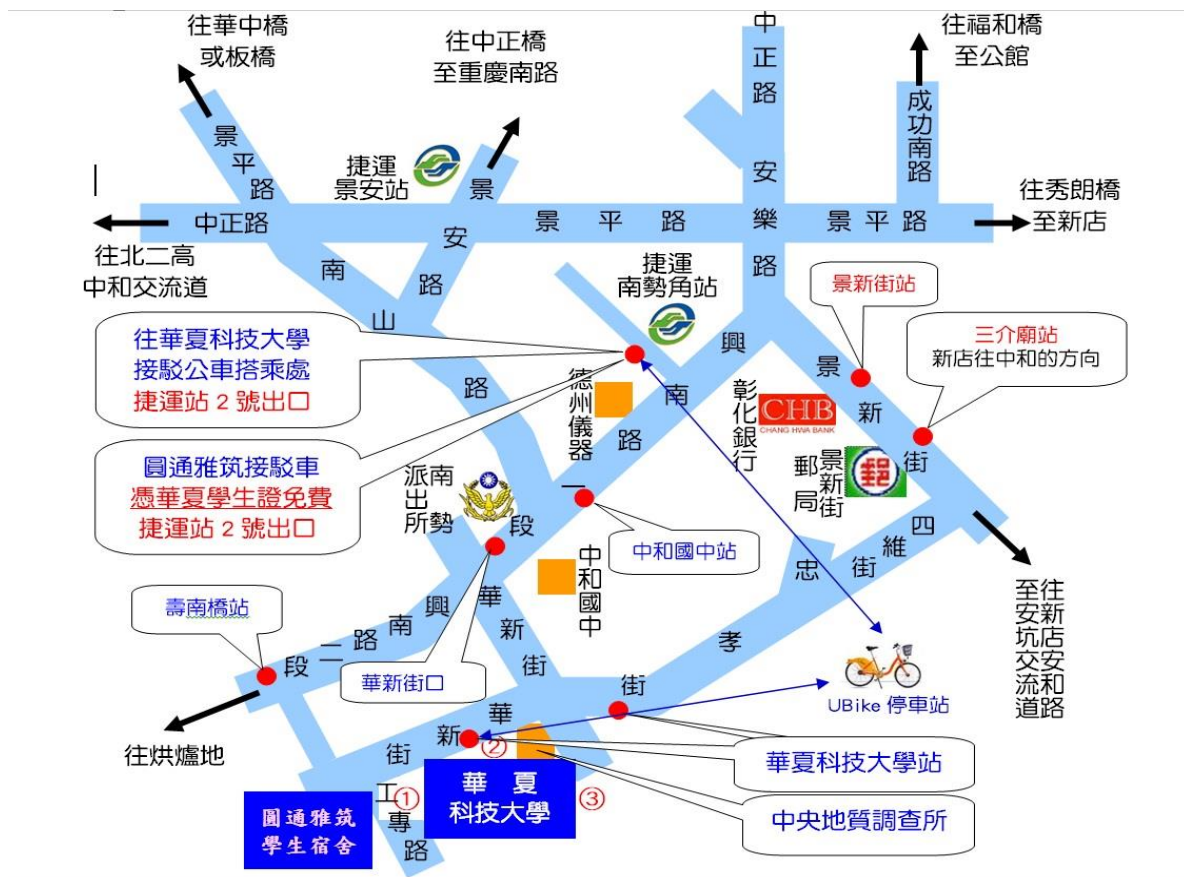 往華中橋
或板橋
往中正橋
至重慶南路
中正路
往福和橋
至公館
成功南路
景平路
捷運
景安站
景安路
安樂路
往秀朗橋
至新店
中正路
景平路
景平路
往北二高
中和交流道
南山路
捷運
南勢角站
景新街站
三介廟站
新店往中和的方向
往華夏科技大學
接駁公車搭乘處
捷運站 2 號出口
德州儀器
興南路一段
彰化銀行
CHB
CHANG HWA BANK
景新街
景新街
郵局
郵
圓通雅筑接駁車
憑華夏學生證免費
捷運站 2 號出口
南勢
派出所
中和國中站
中和國中
四維街
忠孝街
往新店安和路
至安坑交流道
壽南橋站
興南路二段
華新街
華新街口
UBike 停車站
往烘爐地
華新街
②
華夏科技大學站
華 夏
科技大學
①
③
中央地質調查所
工專路
圓通雅筑
學生宿舍